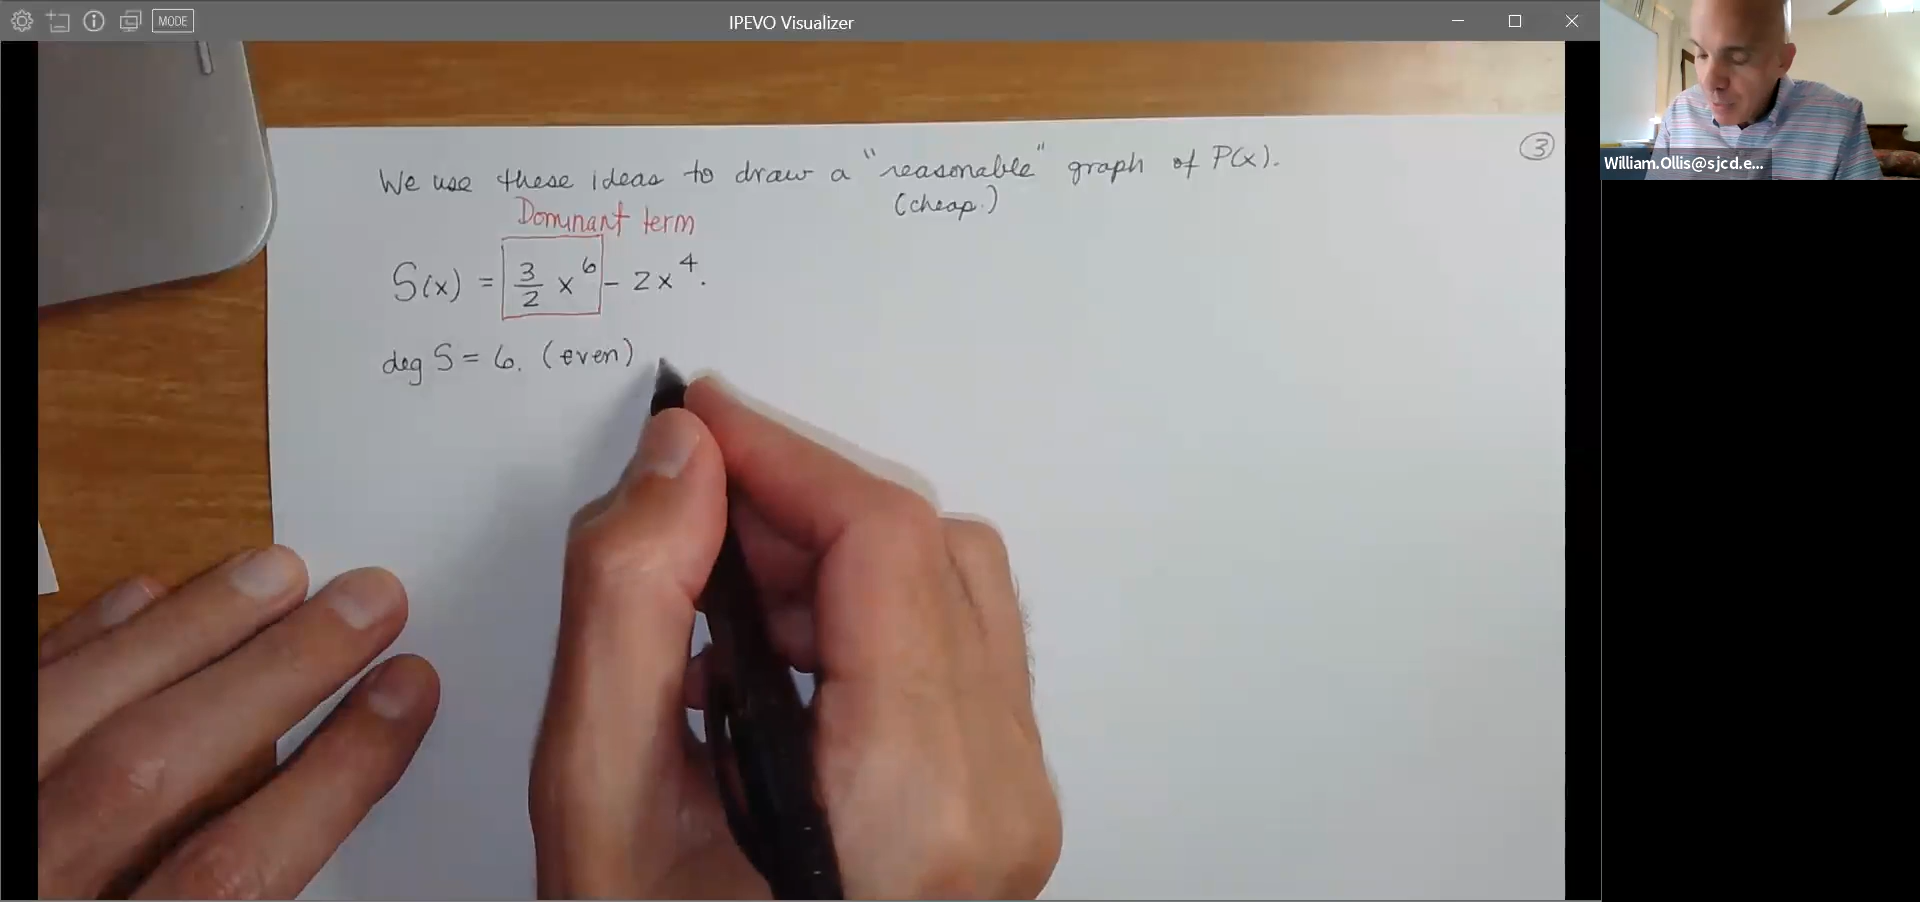 MODE
IPEVO Visualizer
We use these ideas to draw a "reasonable" graph of P(x).
(cheap.)
3
Dominant term
S(x) = 3/2 x^6 - 2x^4.
deg S = 6. (even)
William.Ollis@sjcd.e...